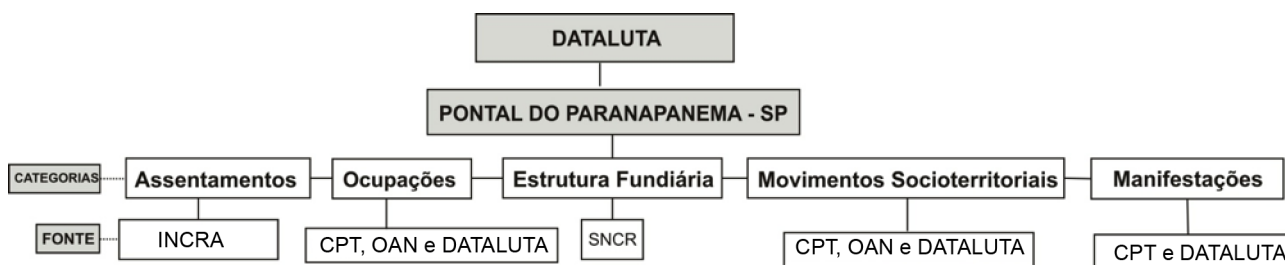 DATALUTA
PONTAL DO PARANAPANEMA - SP
CATEGORIAS
Assentamentos
Ocupações
Estrutura Fundiária
Movimentos Socioterritoriais
Manifestações
FONTE
INCRA
CPT, OAN e DATALUTA
SNCR
CPT, OAN e DATALUTA
CPT e DATALUTA